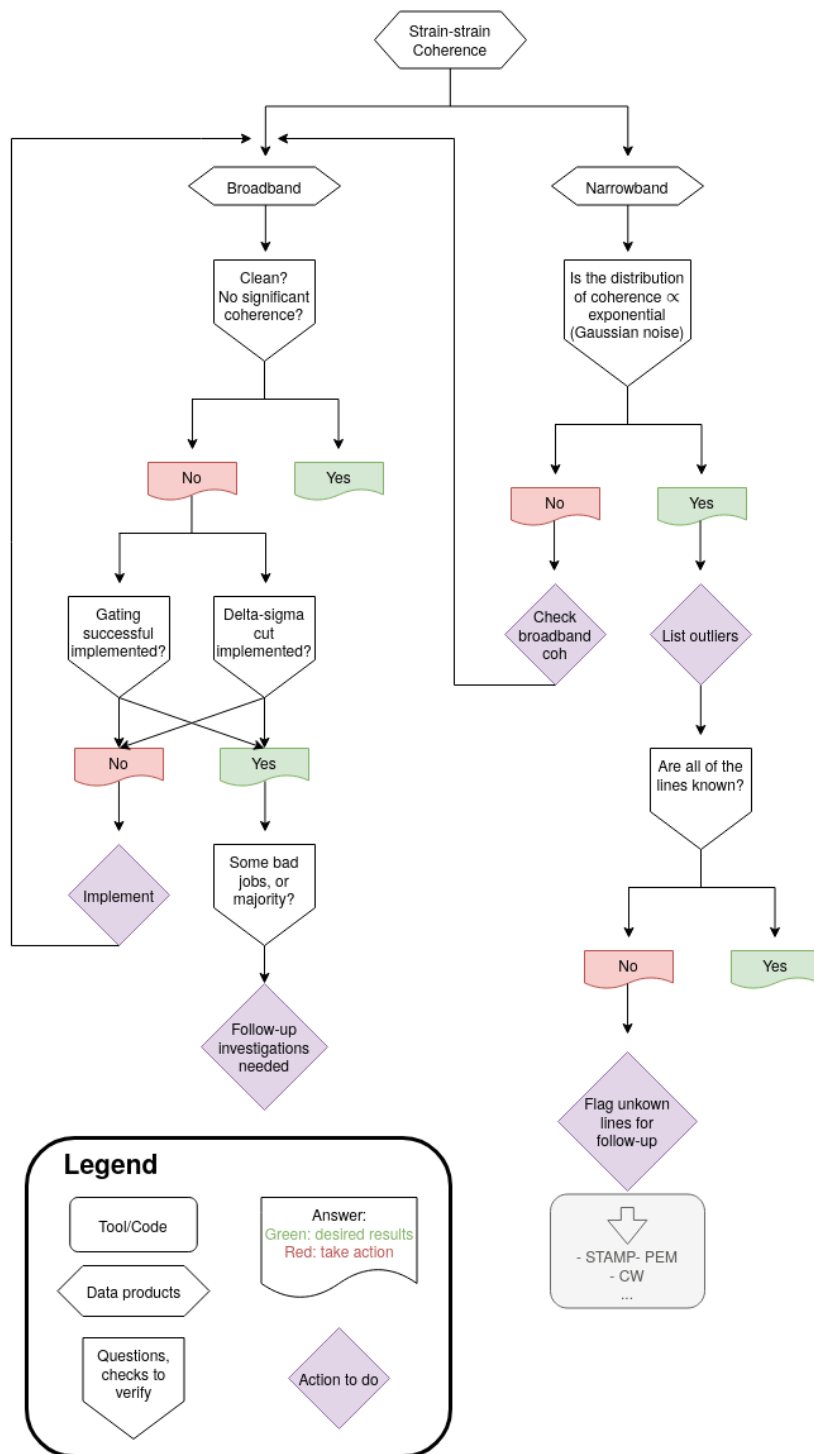 Strain-strain
Coherence
Broadband
Narrowband
Clean?
No significant
coherence?
Is the distribution
of coherence ∝
exponential
(Gaussian noise)
No
Yes
No
Yes
Gating
successful
implemented?
Delta-sigma
cut
implemented?
Check
broadband
coh
List outliers
No
Yes
Are all of the
lines known?
Implement
Some bad
jobs, or
majority?
No
Yes
Follow-up
investigations
needed
Flag unkown
lines for
follow-up
- STAMP- PEM
- CW
...
Legend
Tool/Code
Answer:
Green: desired results
Red: take action
Data products
Questions,
checks to
verify
Action to do